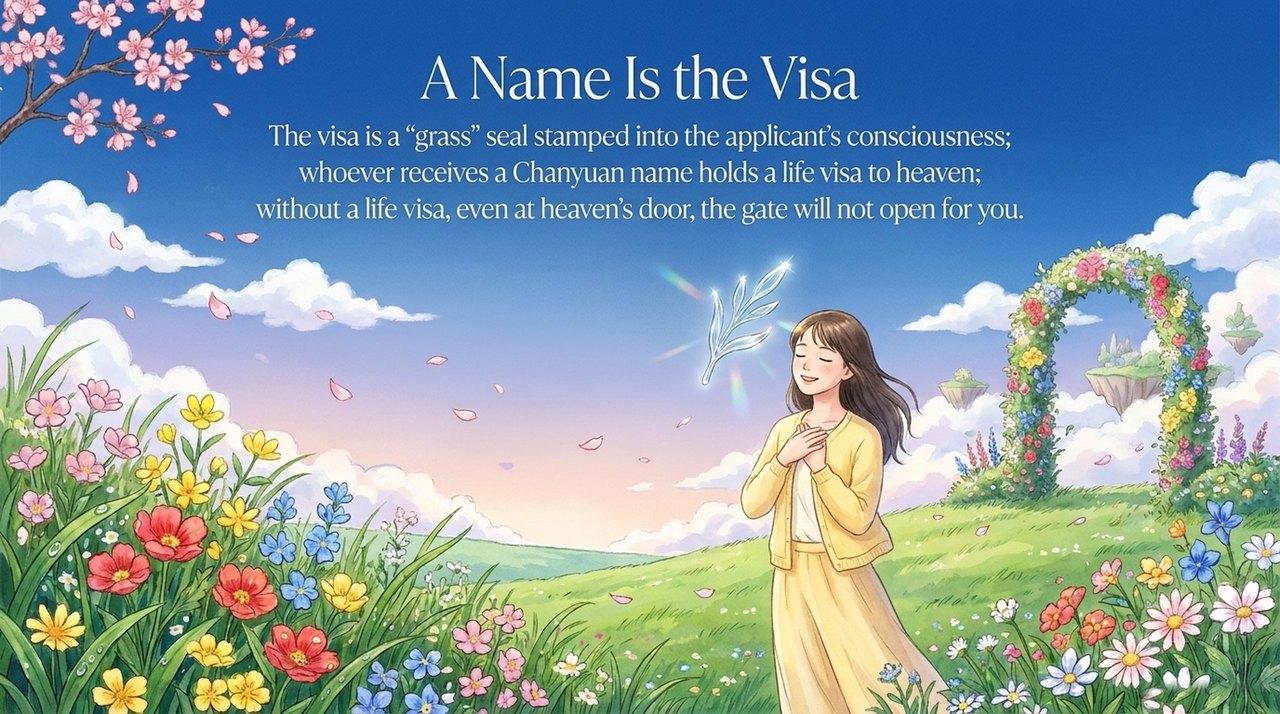 A Name Is the Visa
The visa is a “grass” seal stamped into the applicant’s consciousness;
whoever receives a Chanyuan name holds a life visa to heaven;
without a life visa, even at heaven’s door, the gate will not open for you.